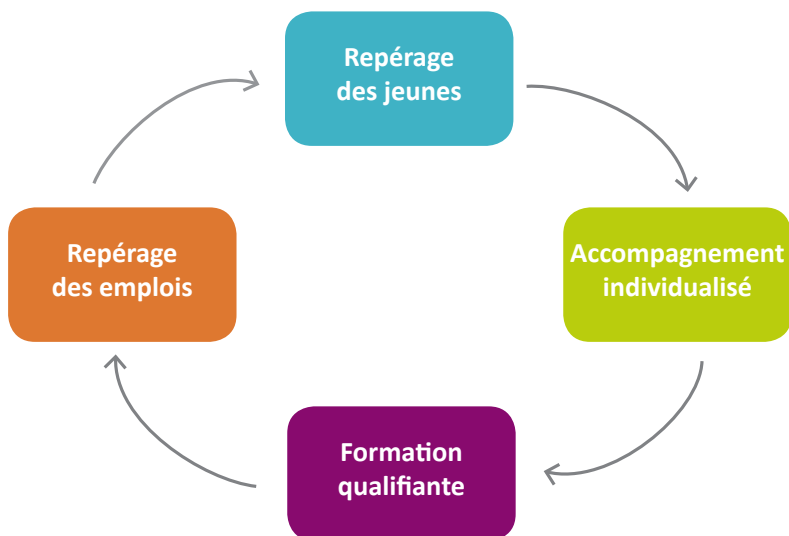 Repérage
des jeunes
Accompagnement
individualisé
Formation
qualifiante
Repérage
des emplois